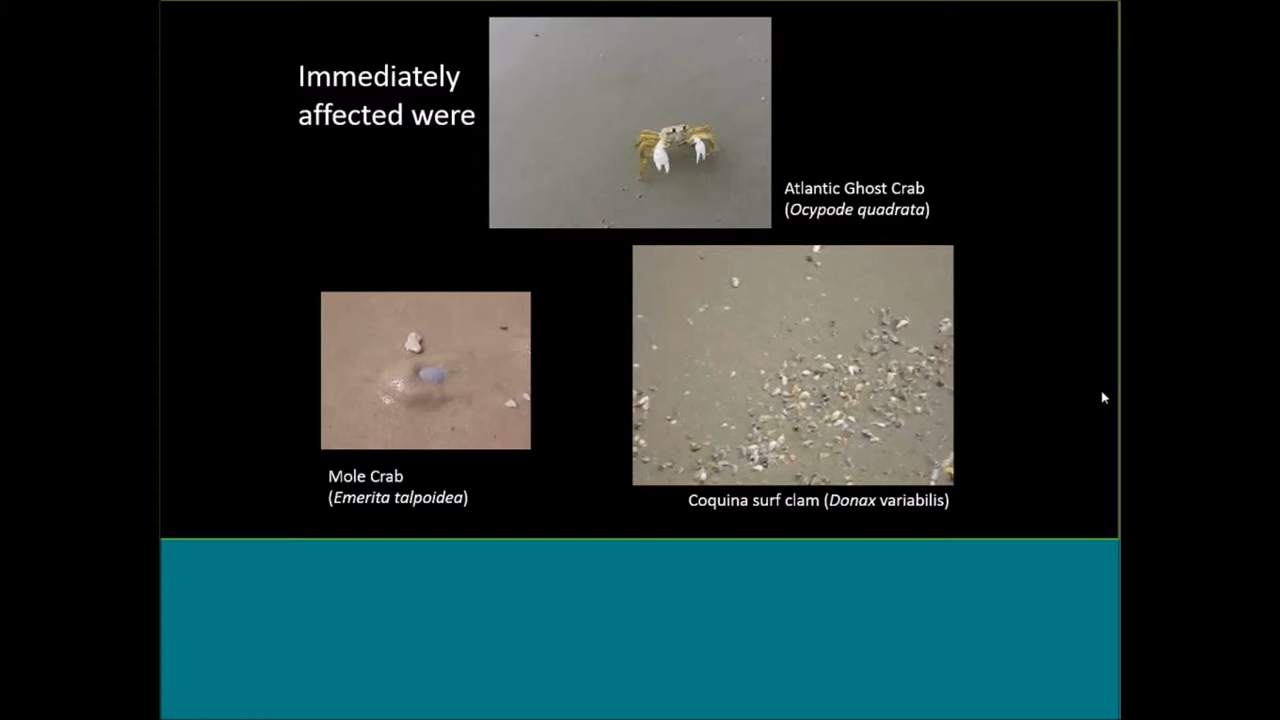 Immediately
affected were
Atlantic Ghost Crab
(Ocypode quadrata)
Mole Crab
(Emerita talpoidea)
Coquina surf clam (Donax variabilis)